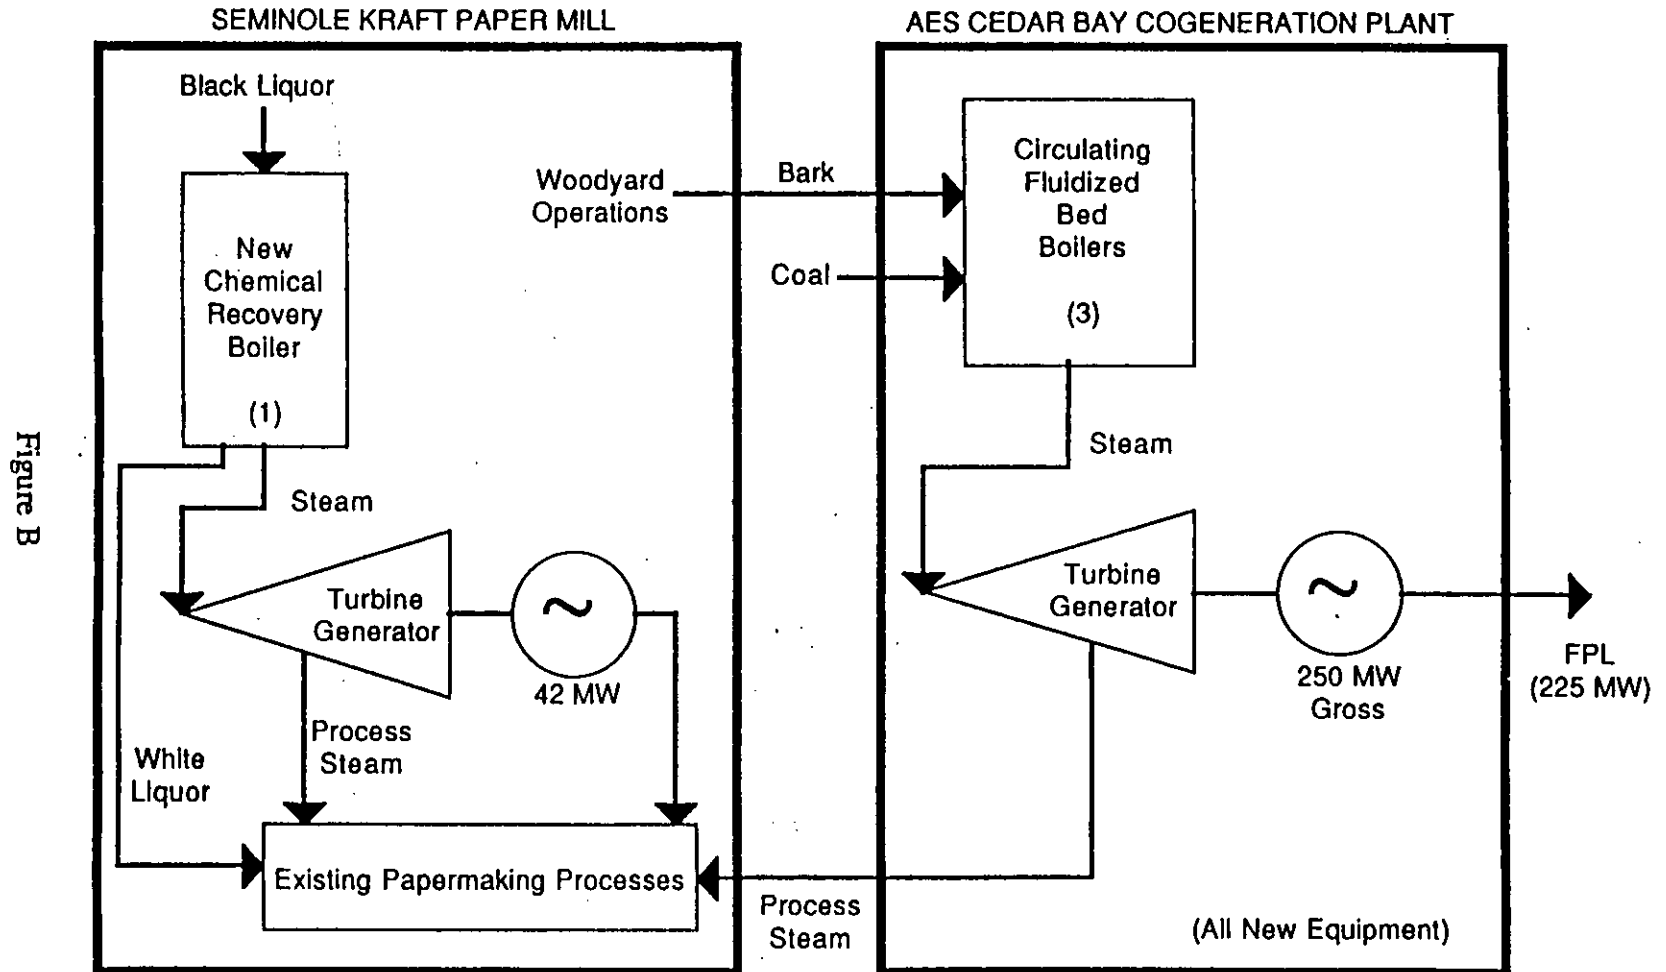 SEMINOLE KRAFT PAPER MILL
AES CEDAR BAY COGENERATION PLANT
Black Liquor
New
Chemical
Recovery
Boiler
(1)
Woodyard
Operations
Bark
Coal
Circulating
Fluidized
Bed
Boilers
(3)
Steam
Steam
Turbine
Generator
42 MW
Turbine
Generator
250 MW
Gross
FPL
(225 MW)
Process
Steam
White
Liquor
Existing Papermaking Processes
Process
Steam
(All New Equipment)
Figure B
~
~